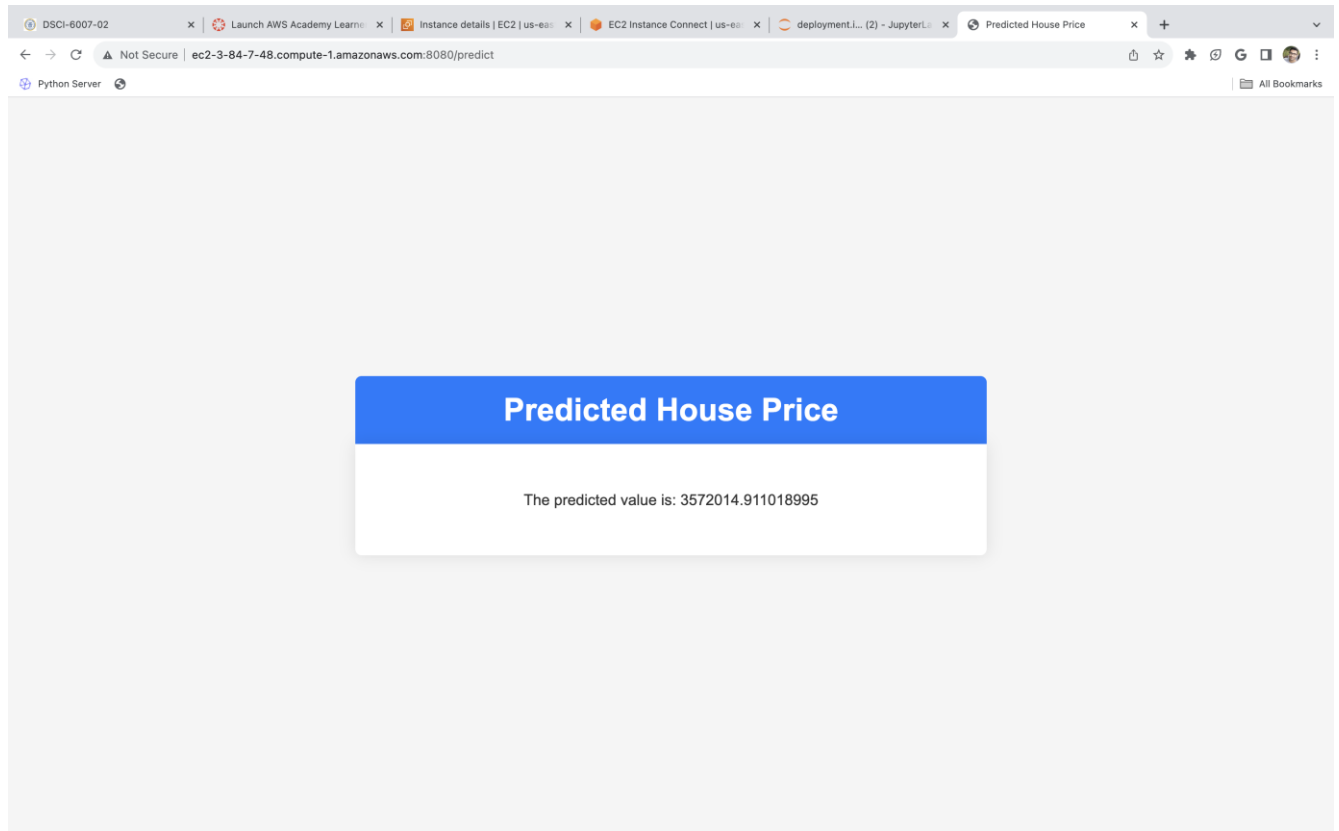 DSCI-6007-02
Launch AWS Academy Learne
Instance details | EC2 | us-eas
EC2 Instance Connect | us-ea
deployment.i... (2) - JupyterLa
Predicted House Price
Not Secure | ec2-3-84-7-48.compute-1.amazonaws.com:8080/predict
G
Python Server
All Bookmarks
Predicted House Price
The predicted value is: 3572014.911018995